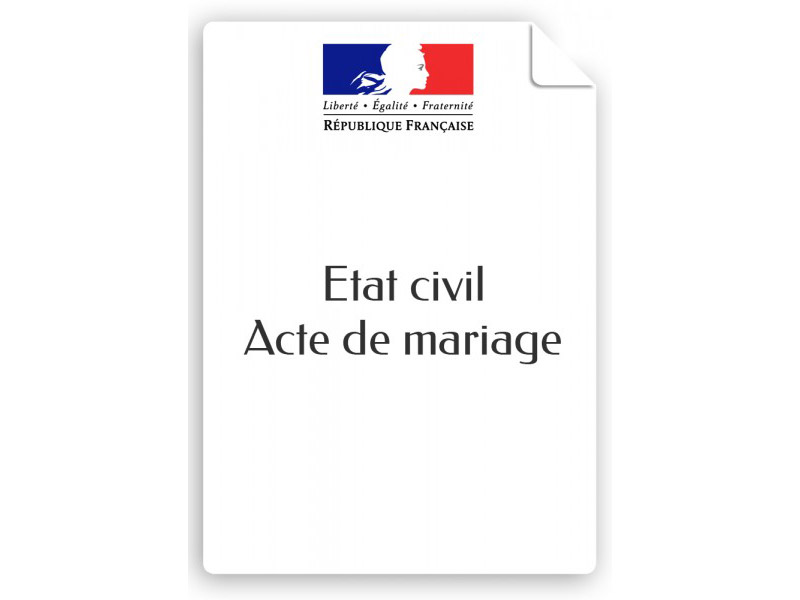 Liberté • Égalité • Fraternité
RÉPUBLIQUE FRANÇAISE
Etat civil
Acte de mariage